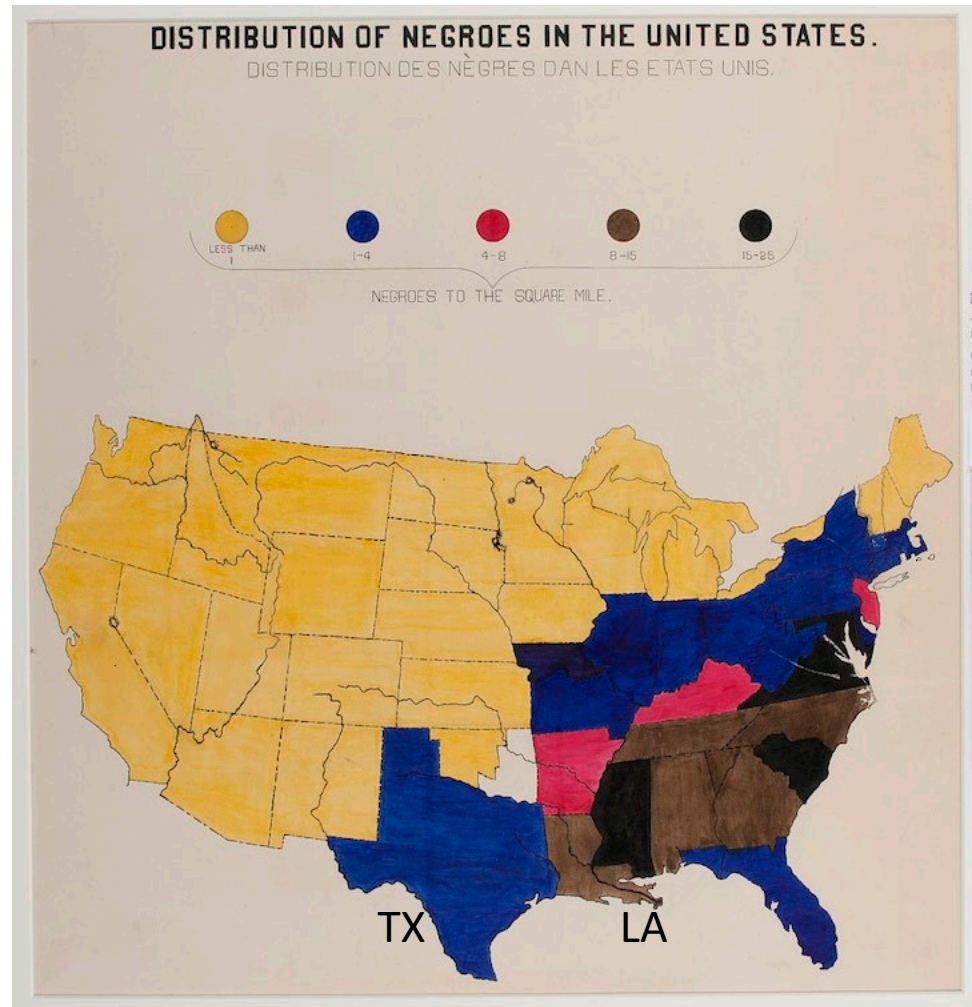 DISTRIBUTION OF NEGROES IN THE UNITED STATES.
DISTRIBUTION DES NÈGRES DAN LES ETATS UNIS.
LESS THAN
1
1-4
4-8
8-15
15-25
NEGROES TO THE SQUARE MILE.
TX
LA